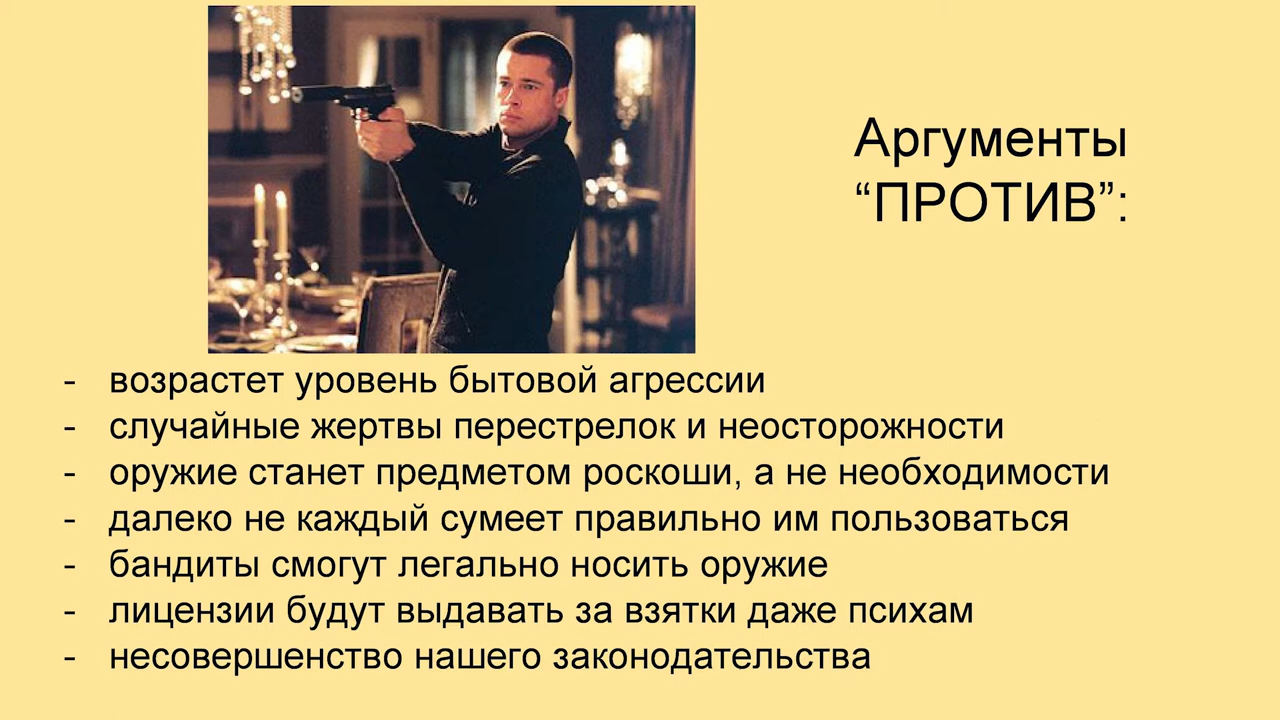 Аргументы
“ПРОТИВ”:
- возрастет уровень бытовой агрессии
- случайные жертвы перестрелок и неосторожности
- оружие станет предметом роскоши, а не необходимости
- далеко не каждый сумеет правильно им пользоваться
- бандиты смогут легально носить оружие
- лицензии будут выдавать за взятки даже психам
- несовершенство нашего законодательства